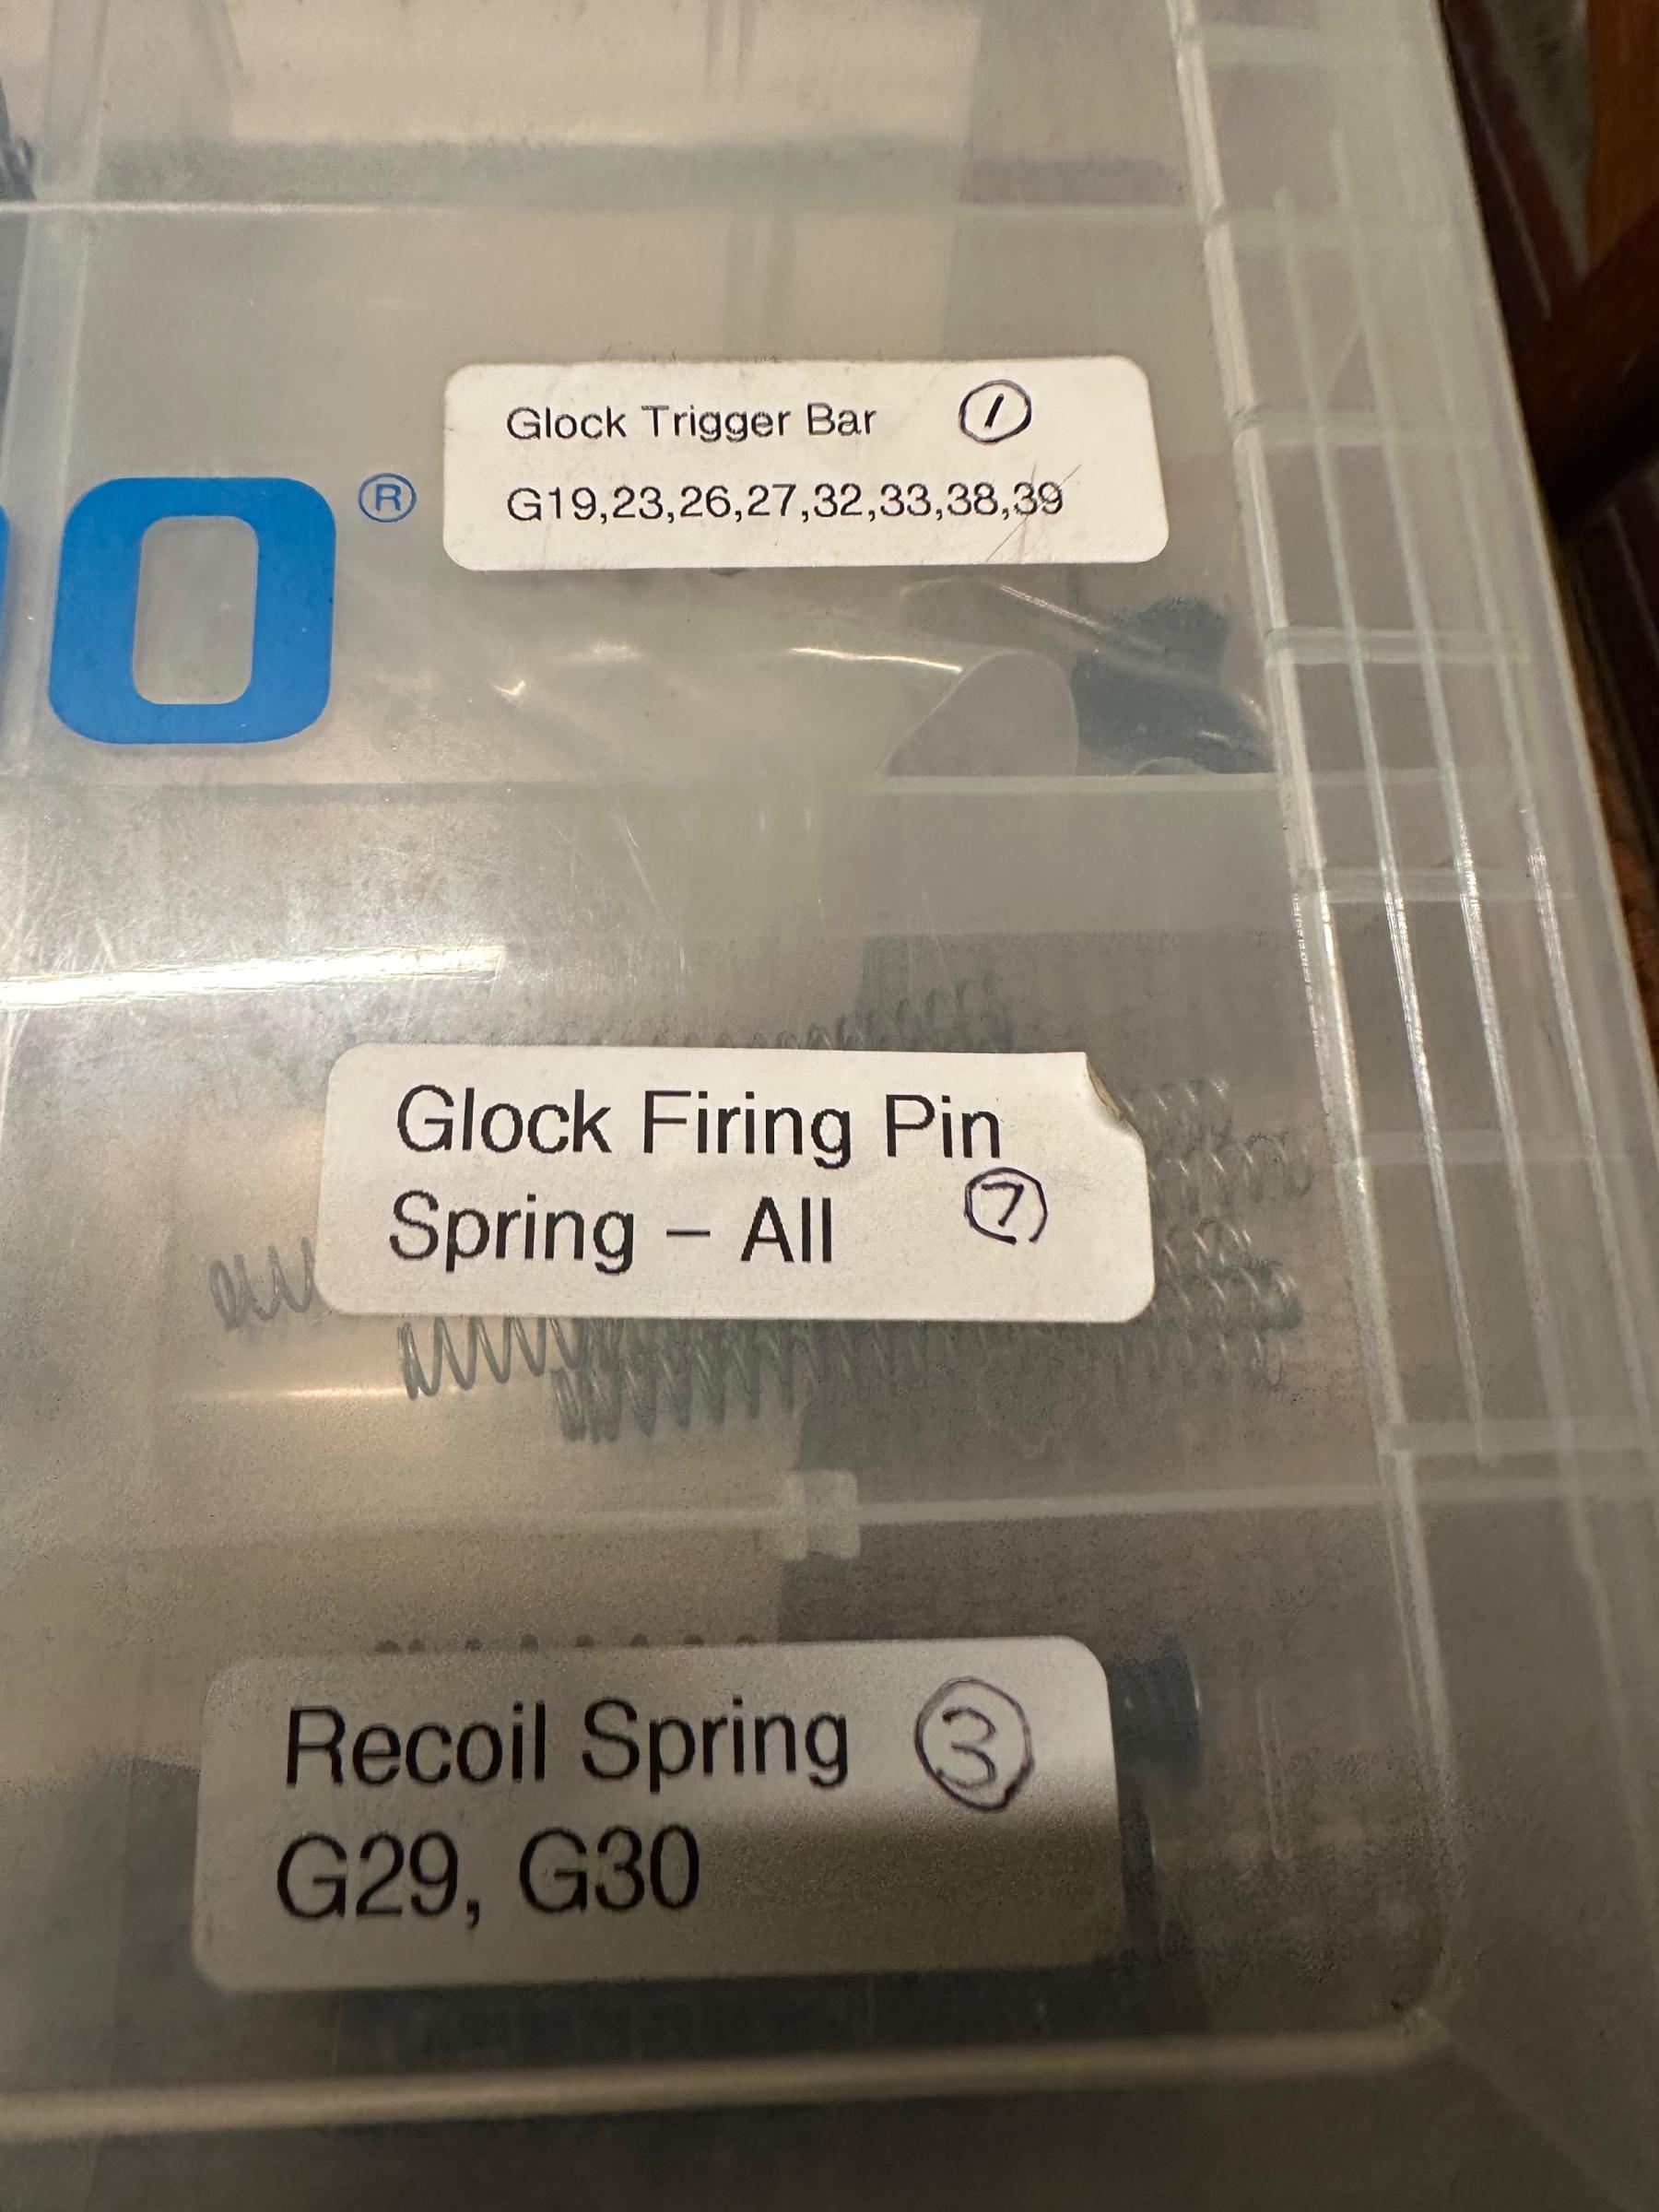 Glock Trigger Bar ①
G19,23,26,27,32,33,38,39
®
Glock Firing Pin
Spring – All ⑦
Recoil Spring ③
G29, G30